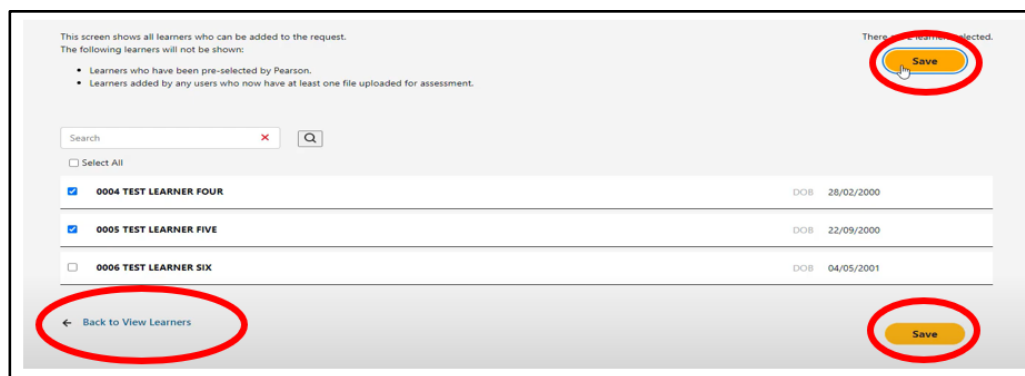 This screen shows all learners who can be added to the request.
The following learners will not be shown:
• Learners who have been pre-selected by Pearson.
• Learners added by any users who now have at least one file uploaded for assessment.
There learners selected.
Save
Search
Select All
0004 TEST LEARNER FOUR DOB 28/02/2000
0005 TEST LEARNER FIVE DOB 22/09/2000
0006 TEST LEARNER SIX DOB 04/05/2001
← Back to View Learners
Save